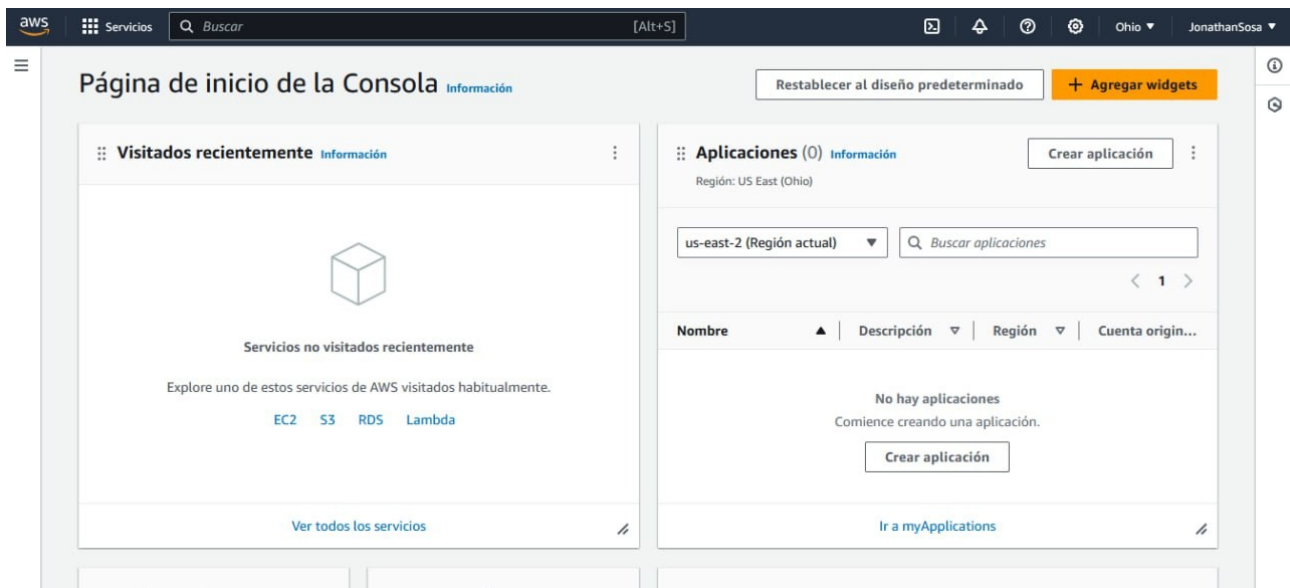 aws
Servicios
Buscar
[Alt+S]
Ohio
JonathanSosa
Página de inicio de la Consola Información
Restablecer al diseño predeterminado
+ Agregar widgets
Visitados recientemente Información
Servicios no visitados recientemente
Explore uno de estos servicios de AWS visitados habitualmente.
EC2 S3 RDS Lambda
Ver todos los servicios
Aplicaciones (0) Información
Crear aplicación
Región: US East (Ohio)
us-east-2 (Región actual)
Buscar aplicaciones
1
Nombre Descripción Región Cuenta origin...
No hay aplicaciones
Comience creando una aplicación.
Crear aplicación
Ir a myApplications